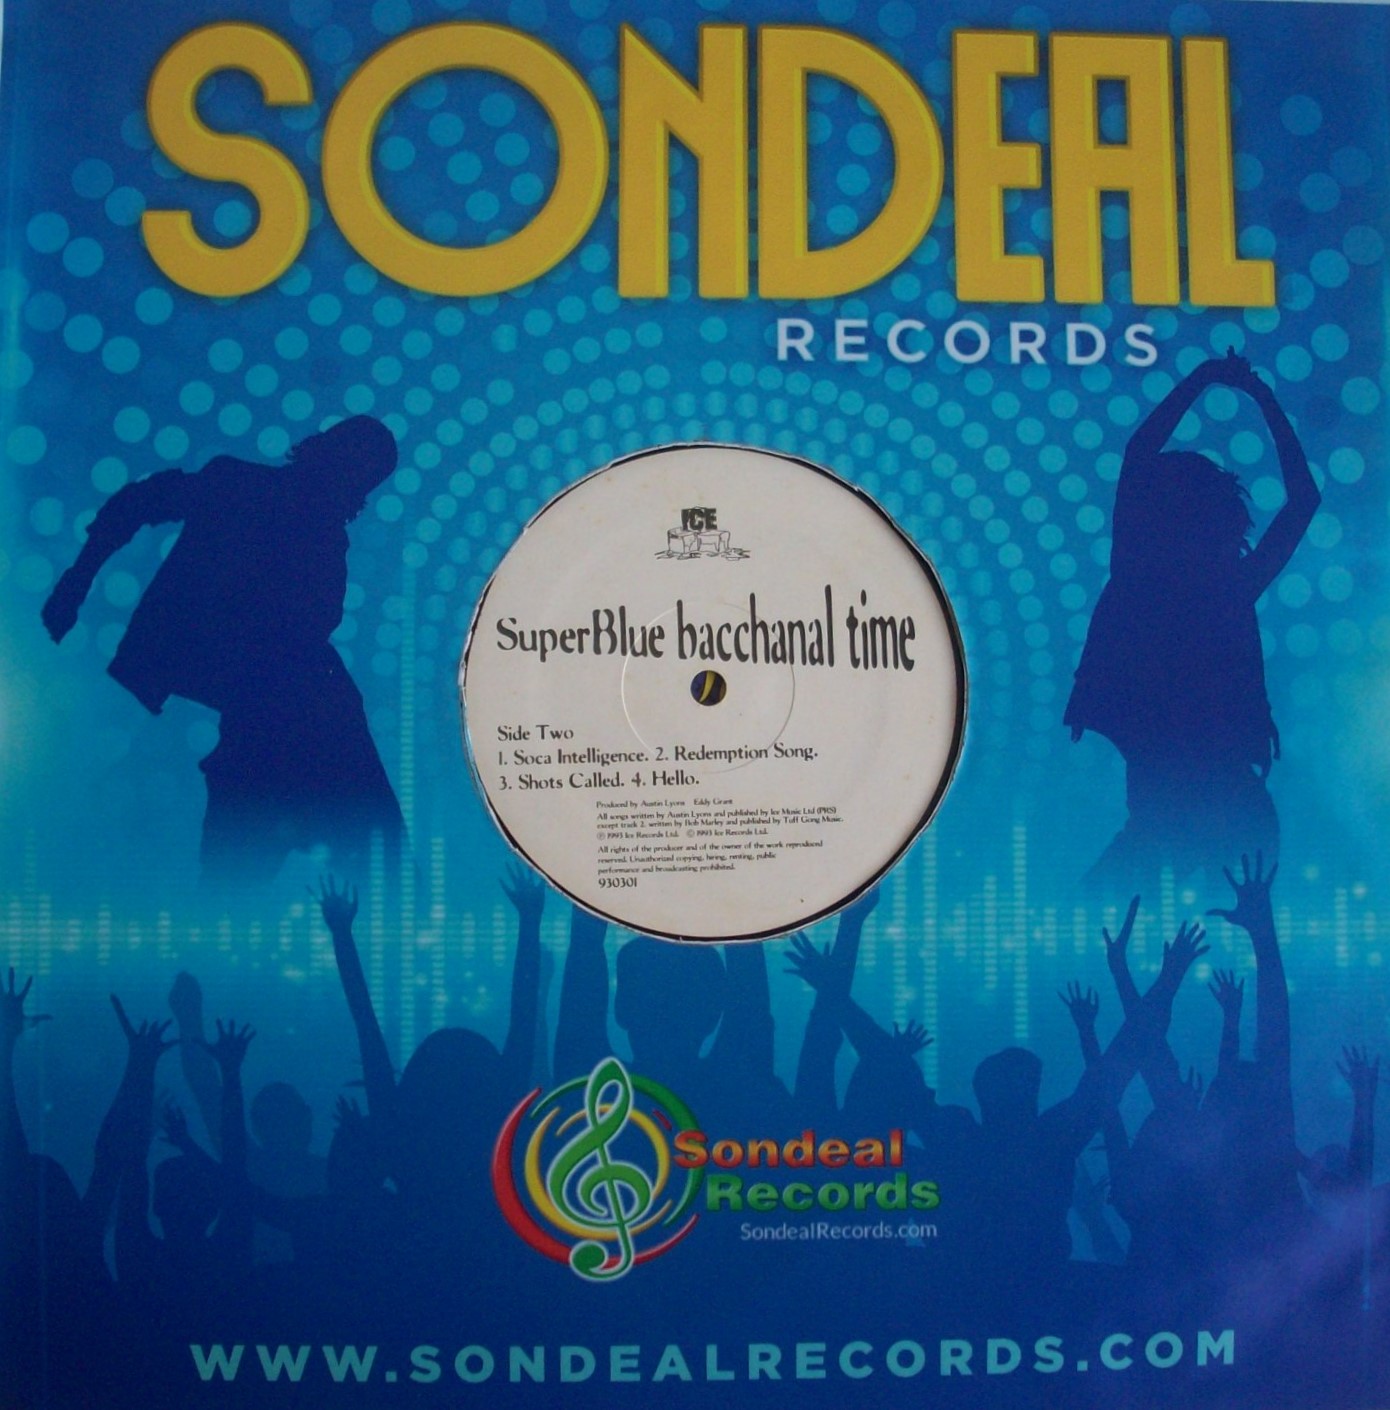 SONDEAL
RECORDS
ICE
SuperBlue bacchanal time
Side Two
1. Soca Intelligence. 2. Redemption Song.
3. Shots Called. 4. Hello.
Produced by Austin Lyons Eddy Grant
All songs written by Austin Lyons and published by Ice Music Ltd (PRS)
except track 2. written by Bob Marley and published by Tuff Gong Music.
℗ 1993 Ice Records Ltd. © 1993 Ice Records Ltd.
All rights of the producer and of the owner of the work reproduced
reserved. Unauthorized copying, hiring, renting, public
performance and broadcasting prohibited.
930301
Sondeal
Records
SondealRecords.com
WWW.SONDEALRECORDS.COM